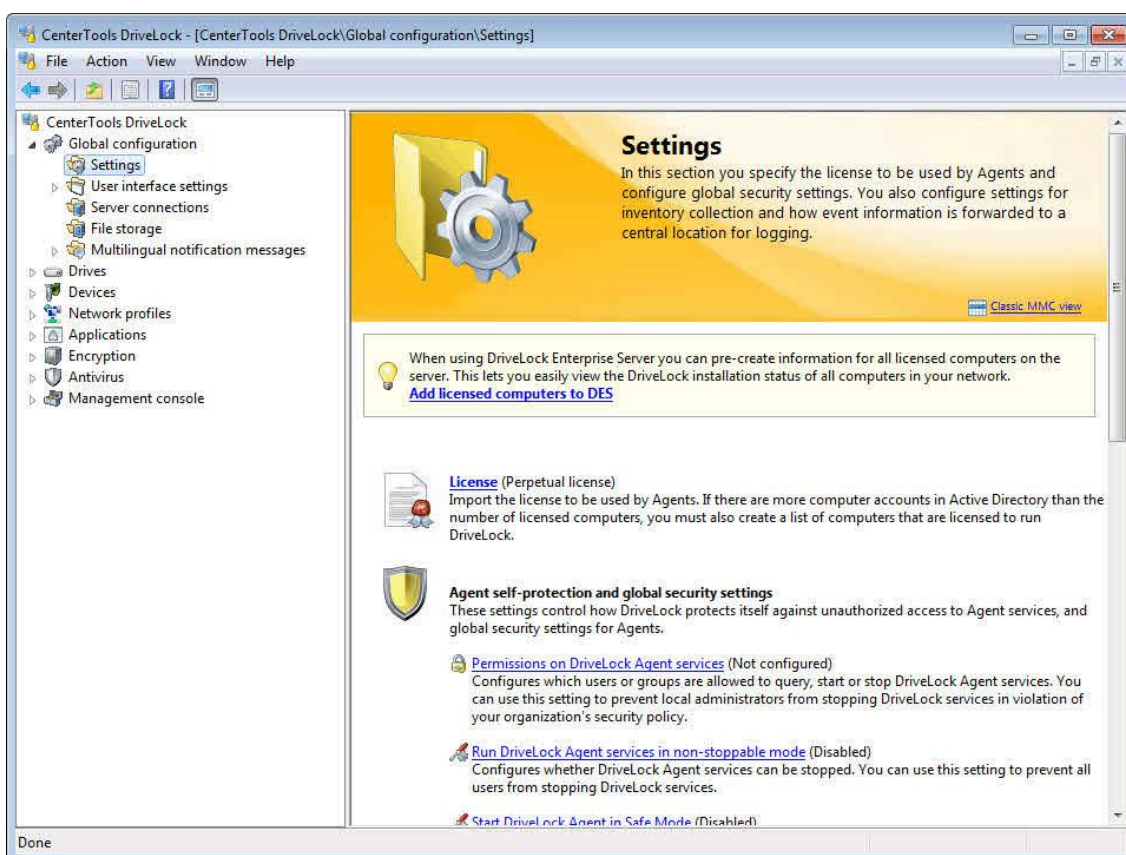 CenterTools DriveLock - [CenterTools DriveLock\Global configuration\Settings]
File Action View Window Help
CenterTools DriveLock
Global configuration
Settings
User interface settings
Server connections
File storage
Multilingual notification messages
Drives
Devices
Network profiles
Applications
Encryption
Antivirus
Management console
Settings
In this section you specify the license to be used by Agents and
configure global security settings. You also configure settings for
inventory collection and how event information is forwarded to a
central location for logging.
Classic MMC view
When using DriveLock Enterprise Server you can pre-create information for all licensed computers on the
server. This lets you easily view the DriveLock installation status of all computers in your network.
Add licensed computers to DES
License (Perpetual license)
Import the license to be used by Agents. If there are more computer accounts in Active Directory than the
number of licensed computers, you must also create a list of computers that are licensed to run
DriveLock.
Agent self-protection and global security settings
These settings control how DriveLock protects itself against unauthorized access to Agent services, and
global security settings for Agents.
Permissions on DriveLock Agent services (Not configured)
Configures which users or groups are allowed to query, start or stop DriveLock Agent services. You
can use this setting to prevent local administrators from stopping DriveLock services in violation of
your organization's security policy.
Run DriveLock Agent services in non-stoppable mode (Disabled)
Configures whether DriveLock Agent services can be stopped. You can use this setting to prevent all
users from stopping DriveLock services.
Start DriveLock Agent in Safe Mode (Disabled)
Done